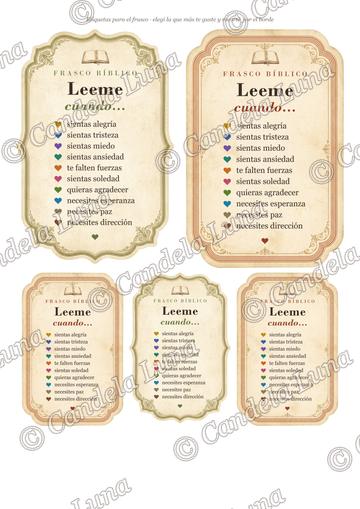 Etiquetas para el frasco - elegí la que más te guste y recortá por el borde
FRASCO BÍBLICO
Leeme
cuando...
sientas alegría
sientas tristeza
sientas miedo
sientas ansiedad
te falten fuerzas
sientas soledad
quieras agradecer
necesites esperanza
necesites paz
necesites dirección
FRASCO BÍBLICO
Leeme
cuando...
sientas alegría
sientas tristeza
sientas miedo
sientas ansiedad
te falten fuerzas
sientas soledad
quieras agradecer
necesites esperanza
necesites paz
necesites dirección
FRASCO BÍBLICO
Leeme
cuando...
sientas alegría
sientas tristeza
sientas miedo
sientas ansiedad
te falten fuerzas
sientas soledad
quieras agradecer
necesites esperanza
necesites paz
necesites dirección
FRASCO BÍBLICO
Leeme
cuando...
sientas alegría
sientas tristeza
sientas miedo
sientas ansiedad
te falten fuerzas
sientas soledad
quieras agradecer
necesites esperanza
necesites paz
necesites dirección
FRASCO BÍBLICO
Leeme
cuando...
sientas alegría
sientas tristeza
sientas miedo
sientas ansiedad
te falten fuerzas
sientas soledad
quieras agradecer
necesites esperanza
necesites paz
necesites dirección
© Candela Luna